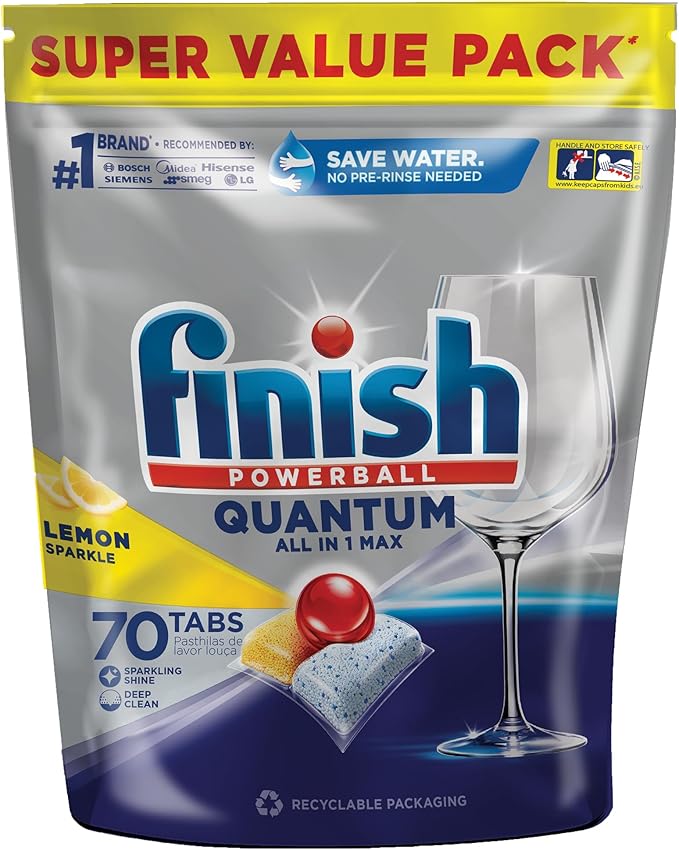 SUPER VALUE PACK*
#1 BRAND* • RECOMMENDED BY:
BOSCH Midea Hisense
SIEMENS smeg LG
SAVE WATER.
NO PRE-RINSE NEEDED
HANDLE AND STORE SAFELY
www.keepcapsfromkids.eu
finish
POWERBALL
QUANTUM
ALL IN 1 MAX
LEMON
SPARKLE
70 TABS
Pasthilas de
lavor louça
SPARKLING
SHINE
DEEP
CLEAN
RECYCLABLE PACKAGING